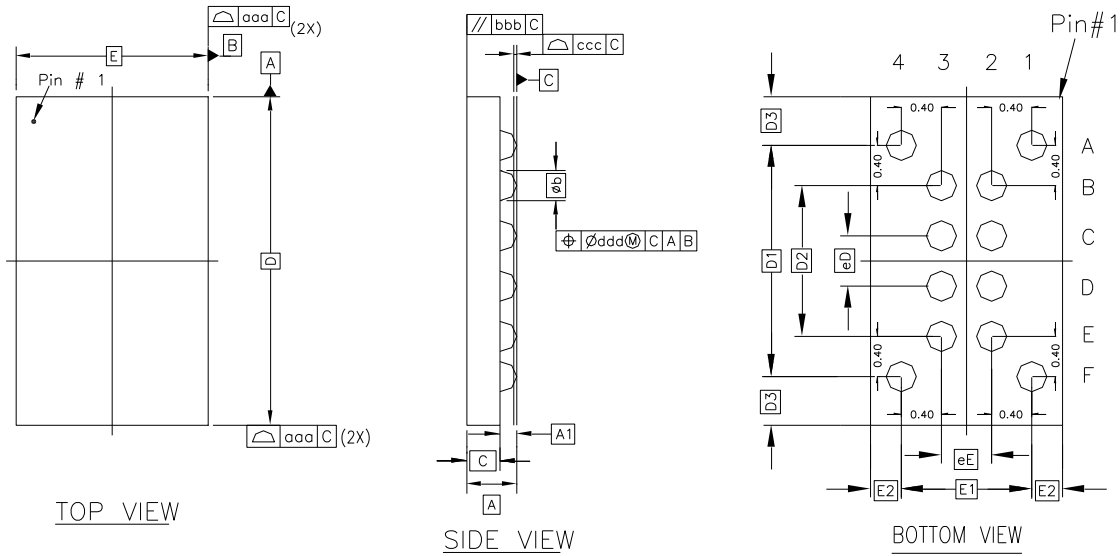 aaa C (2X)
E
B
A
Pin # 1
D
aaa C (2X)
TOP VIEW
// bbb C
ccc C
C
øb
⌖ Øddd Ⓜ C A B
A1
C
A
SIDE VIEW
Pin#1
4 3 2 1
0.40 0.40
D3
A
0.40 0.40
B
C
D1 D2 eD
D
E
0.40 0.40
F
D3
0.40 0.40
eE
E2 E1 E2
BOTTOM VIEW